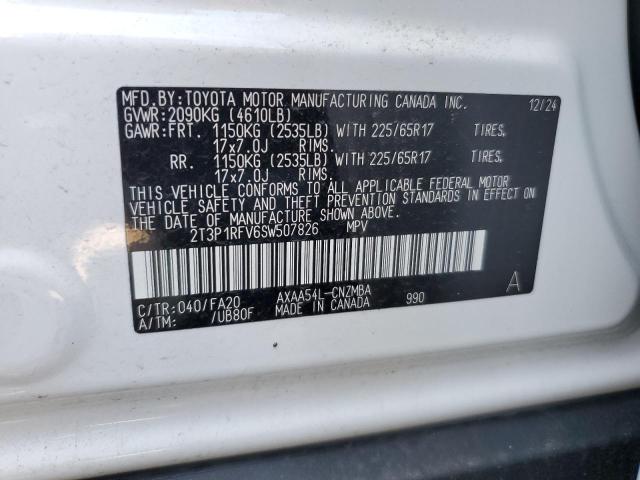 MFD.BY:TOYOTA MOTOR MANUFACTURING CANADA INC. 12/24
GVWR:2090KG (4610LB)
GAWR:FRT. 1150KG (2535LB) WITH 225/65R17 TIRES.
17x7.0J RIMS.
RR. 1150KG (2535LB) WITH 225/65R17 TIRES.
17x7.0J RIMS.
THIS VEHICLE CONFORMS TO ALL APPLICABLE FEDERAL MOTOR
VEHICLE SAFETY AND THEFT PREVENTION STANDARDS IN EFFECT ON
THE DATE OF MANUFACTURE SHOWN ABOVE.
2T3P1RFV6SW507826 MPV
C/TR:040/FA20 AXAA54L-CNZMBA 990 A
A/TM: /UB80F MADE IN CANADA